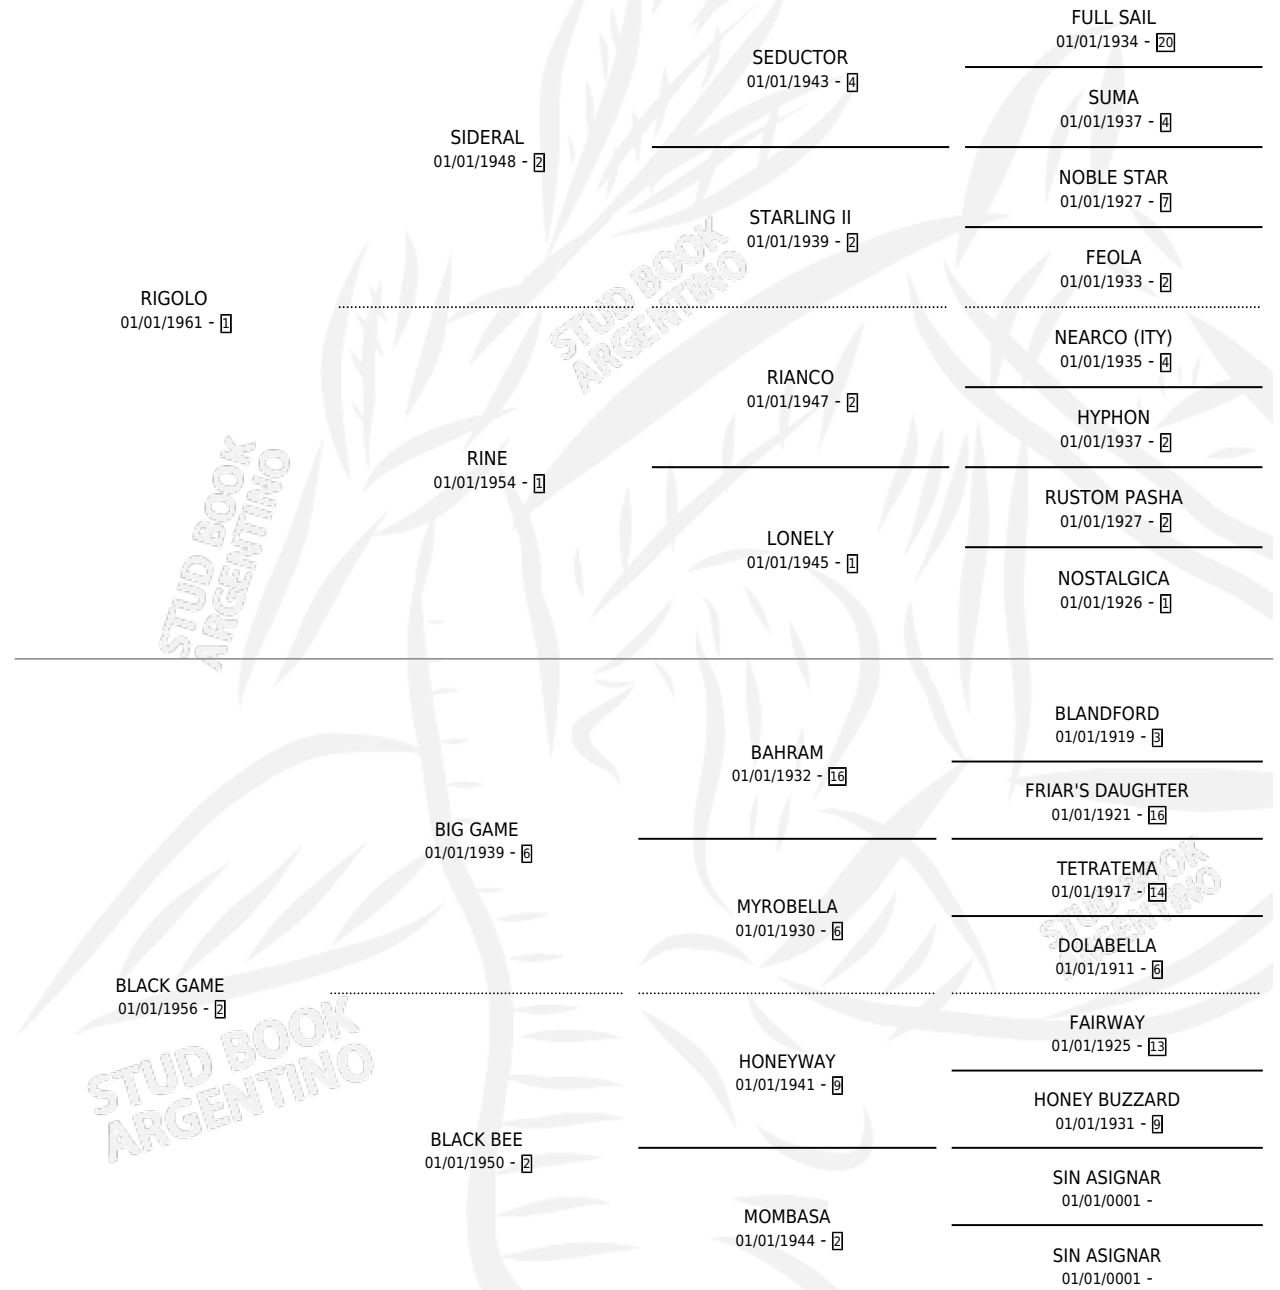 FULL SAIL
01/01/1934 - 20
SEDUCTOR
01/01/1943 - 4
SUMA
01/01/1937 - 4
SIDERAL
01/01/1948 - 2
NOBLE STAR
01/01/1927 - 7
STARLING II
01/01/1939 - 2
FEOLA
01/01/1933 - 2
RIGOLO
01/01/1961 - 1
NEARCO (ITY)
01/01/1935 - 4
RIANCO
01/01/1947 - 2
HYPHON
01/01/1937 - 2
RINE
01/01/1954 - 1
RUSTOM PASHA
01/01/1927 - 2
LONELY
01/01/1945 - 1
NOSTALGICA
01/01/1926 - 1
BLANDFORD
01/01/1919 - 3
BAHRAM
01/01/1932 - 16
FRIAR'S DAUGHTER
01/01/1921 - 16
BIG GAME
01/01/1939 - 6
TETRATEMA
01/01/1917 - 14
MYROBELLA
01/01/1930 - 6
DOLABELLA
01/01/1911 - 6
BLACK GAME
01/01/1956 - 2
FAIRWAY
01/01/1925 - 13
HONEYWAY
01/01/1941 - 9
HONEY BUZZARD
01/01/1931 - 9
BLACK BEE
01/01/1950 - 2
SIN ASIGNAR
01/01/0001 -
MOMBASA
01/01/1944 - 2
SIN ASIGNAR
01/01/0001 -
STUD BOOK
ARGENTINO
STUD BOOK
ARGENTINO
STUD BOOK
ARGENTINO
STUD BOOK
ARGENTINO